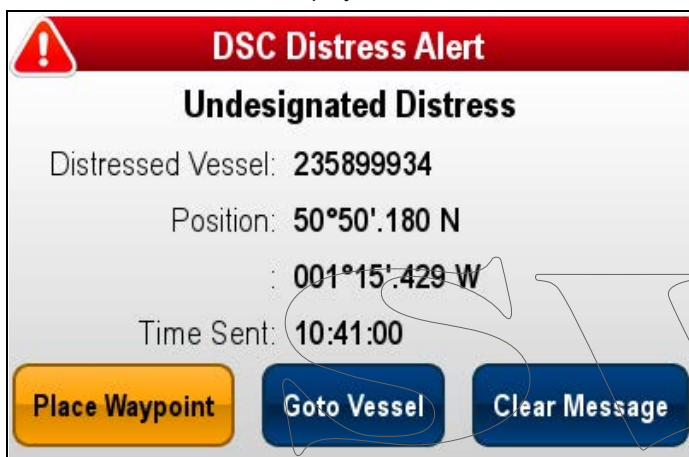 DSC Distress Alert
Undesignated Distress
Distressed Vessel: 235899934
Position: 50°50'.180 N
: 001°15'.429 W
Time Sent: 10:41:00
Place Waypoint Goto Vessel Clear Message